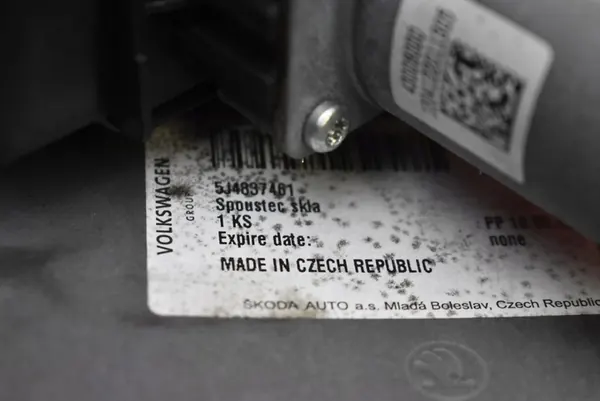 VOLKSWAGEN
GROUP
5J4837461
Spoustec skla
1 KS
Expire date:
none
MADE IN CZECH REPUBLIC
ŠKODA AUTO a.s. Mladá Boleslav, Czech Republic